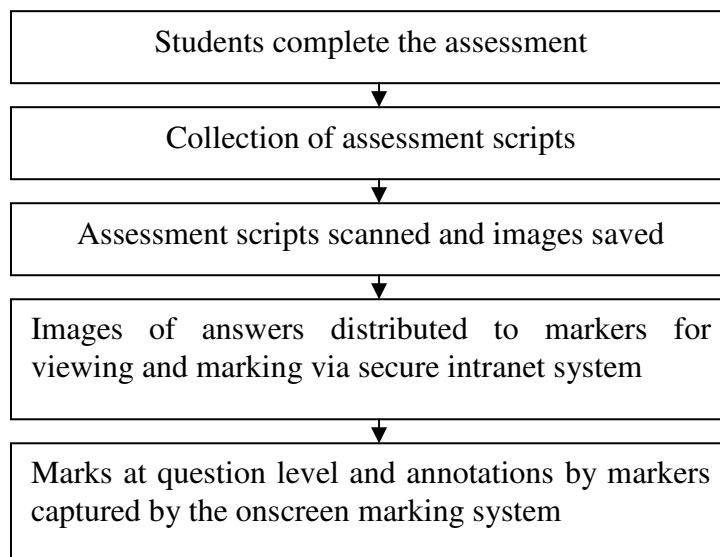 Students complete the assessment
Collection of assessment scripts
Assessment scripts scanned and images saved
Images of answers distributed to markers for
viewing and marking via secure intranet system
Marks at question level and annotations by markers
captured by the onscreen marking system